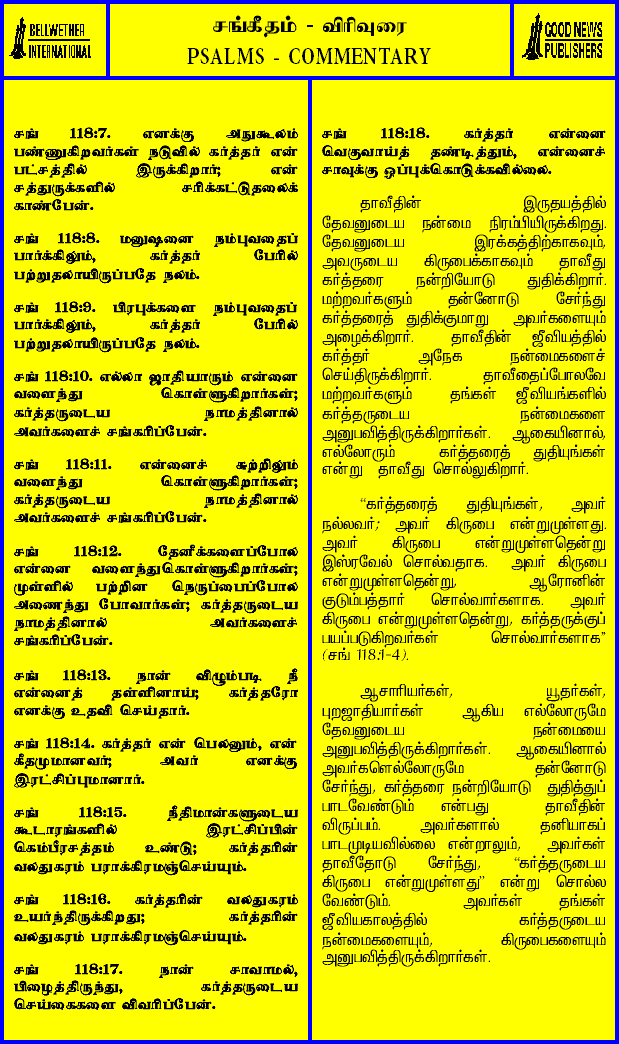 BELLWETHER
INTERNATIONAL
சங்கீதம் - விரிவுரை
PSALMS - COMMENTARY
GOOD NEWS
PUBLISHERS
சங் 118:7. எனக்கு அநுகூலம்
பண்ணுகிறவர்கள் நடுவில் கர்த்தர் என்
பட்சத்தில் இருக்கிறார்; என்
சத்துருக்களில் சரிக்கட்டுதலைக்
காண்பேன்.
சங் 118:8. மனுஷனை நம்புவதைப்
பார்க்கிலும், கர்த்தர் பேரில்
பற்றுதலாயிருப்பதே நலம்.
சங் 118:9. பிரபுக்களை நம்புவதைப்
பார்க்கிலும், கர்த்தர் பேரில்
பற்றுதலாயிருப்பதே நலம்.
சங் 118:10. எல்லா ஜாதியாரும் என்னை
வளைந்து கொள்ளுகிறார்கள்;
கர்த்தருடைய நாமத்தினால்
அவர்களைச் சங்கரிப்பேன்.
சங் 118:11. என்னைச் சுற்றிலும்
வளைந்து கொள்ளுகிறார்கள்;
கர்த்தருடைய நாமத்தினால்
அவர்களைச் சங்கரிப்பேன்.
சங் 118:12. தேனீக்களைப்போல
என்னை வளைந்துகொள்ளுகிறார்கள்;
முள்ளில் பற்றின நெருப்பைப்போல
அணைந்து போவார்கள்; கர்த்தருடைய
நாமத்தினால் அவர்களைச்
சங்கரிப்பேன்.
சங் 118:13. நான் விழும்படி நீ
என்னைத் தள்ளினாய்; கர்த்தரோ
எனக்கு உதவி செய்தார்.
சங் 118:14. கர்த்தர் என் பெலனும், என்
கீதமுமானவர்; அவர் எனக்கு
இரட்சிப்புமானார்.
சங் 118:15. நீதிமான்களுடைய
கூடாரங்களில் இரட்சிப்பின்
கெம்பீரசத்தம் உண்டு; கர்த்தரின்
வலதுகரம் பராக்கிரமஞ்செய்யும்.
சங் 118:16. கர்த்தரின் வலதுகரம்
உயர்ந்திருக்கிறது; கர்த்தரின்
வலதுகரம் பராக்கிரமஞ்செய்யும்.
சங் 118:17. நான் சாவாமல்,
பிழைத்திருந்து, கர்த்தருடைய
செய்கைகளை விவரிப்பேன்.
சங் 118:18. கர்த்தர் என்னை
வெகுவாய்த் தண்டித்தும், என்னைச்
சாவுக்கு ஒப்புக்கொடுக்கவில்லை.
தாவீதின் இருதயத்தில்
தேவனுடைய நன்மை நிரம்பியிருக்கிறது.
தேவனுடைய இரக்கத்திற்காகவும்,
அவருடைய கிருபைக்காகவும் தாவீது
கர்த்தரை நன்றியோடு துதிக்கிறார்.
மற்றவர்களும் தன்னோடு சேர்ந்து
கர்த்தரைத் துதிக்குமாறு அவர்களையும்
அழைக்கிறார். தாவீதின் ஜீவியத்தில்
கர்த்தர் அநேக நன்மைகளைச்
செய்திருக்கிறார். தாவீதைப்போலவே
மற்றவர்களும் தங்கள் ஜீவியங்களில்
கர்த்தருடைய நன்மைகளை
அனுபவித்திருக்கிறார்கள். ஆகையினால்,
எல்லோரும் கர்த்தரைத் துதியுங்கள்
என்று தாவீது சொல்லுகிறார்.
“கர்த்தரைத் துதியுங்கள், அவர்
நல்லவர்; அவர் கிருபை என்றுமுள்ளது.
அவர் கிருபை என்றுமுள்ளதென்று
இஸ்ரவேல் சொல்வதாக. அவர் கிருபை
என்றுமுள்ளதென்று, ஆரோனின்
குடும்பத்தார் சொல்வார்களாக. அவர்
கிருபை என்றுமுள்ளதென்று, கர்த்தருக்குப்
பயப்படுகிறவர்கள் சொல்வார்களாக”
(சங் 118:1-4).
ஆசாரியர்கள், யூதர்கள்,
புறஜாதியார்கள் ஆகிய எல்லோருமே
தேவனுடைய நன்மையை
அனுபவித்திருக்கிறார்கள். ஆகையினால்
அவர்களெல்லோருமே தன்னோடு
சேர்ந்து, கர்த்தரை நன்றியோடு துதித்துப்
பாடவேண்டும் என்பது தாவீதின்
விருப்பம். அவர்களால் தனியாகப்
பாடமுடியவில்லை என்றாலும், அவர்கள்
தாவீதோடு சேர்ந்து, “கர்த்தருடைய
கிருபை என்றுமுள்ளது” என்று சொல்ல
வேண்டும். அவர்கள் தங்கள்
ஜீவியகாலத்தில் கர்த்தருடைய
நன்மைகளையும், கிருபைகளையும்
அனுபவித்திருக்கிறார்கள்.